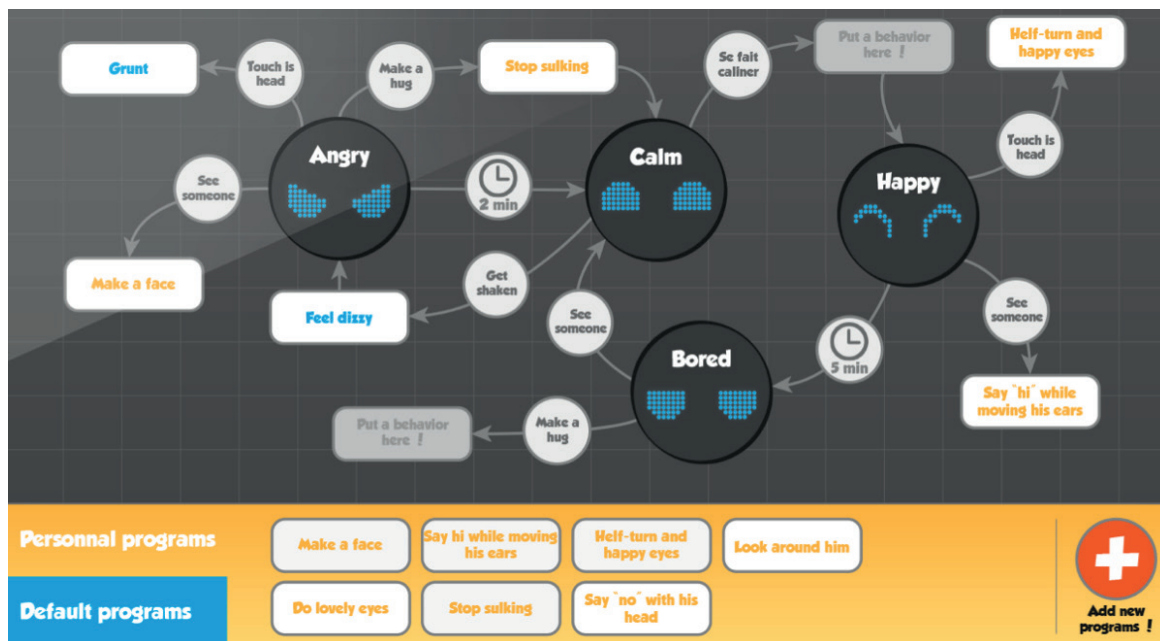 Grunt
Touch is
head
Make a
hug
Stop sulking
Se fait
caliner
Put a behavior
here !
Helf-turn and
happy eyes
Angry
Calm
Happy
Touch is
head
See
someone
2 min
Make a face
Get
shaken
Feel dizzy
See
someone
See
someone
Bored
5 min
Say "hi" while
moving his ears
Put a behavior
here !
Make a
hug
Personnal programs
Make a face
Say hi while moving
his ears
Helf-turn and
happy eyes
Look around him
Default programs
Do lovely eyes
Stop sulking
Say "no" with his
head
Add new
programs !